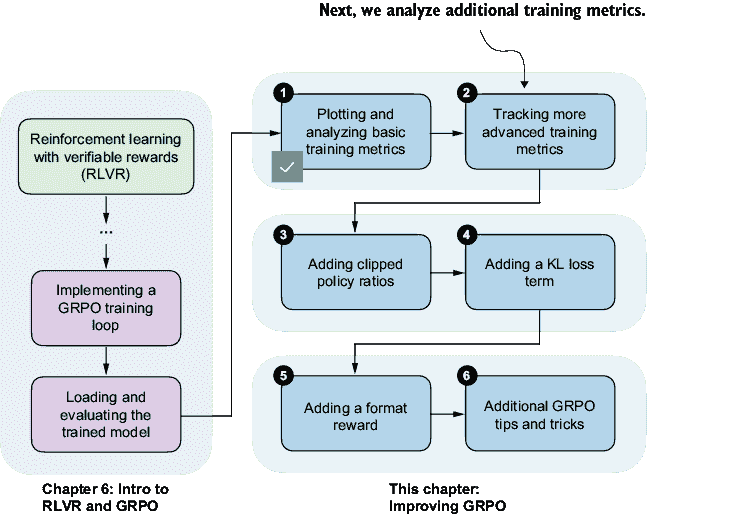 Next, we analyze additional training metrics.
Reinforcement learning
with verifiable rewards
(RLVR)
...
Implementing a
GRPO training
loop
Loading and
evaluating the
trained model
Chapter 6: Intro to
RLVR and GRPO
1
Plotting and
analyzing basic
training metrics
2
Tracking more
advanced training
metrics
3
Adding clipped
policy ratios
4
Adding a KL loss
term
5
Adding a format
reward
6
Additional GRPO
tips and tricks
This chapter:
Improving GRPO